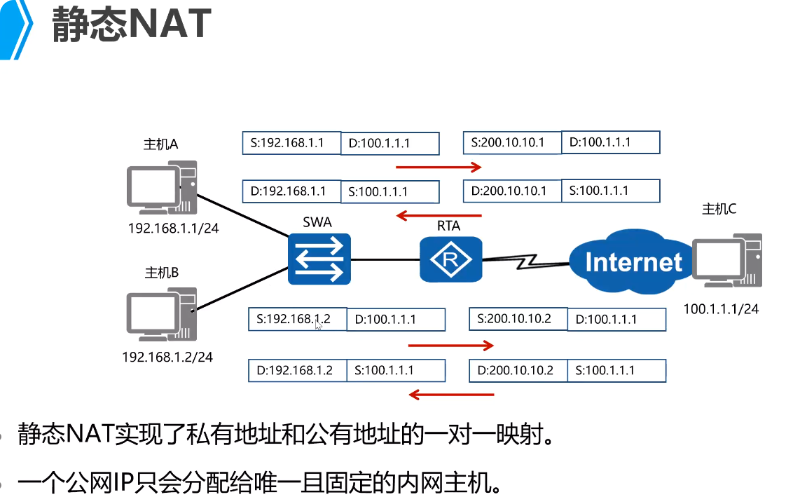 静态NAT
S:192.168.1.1 D:100.1.1.1 S:200.10.10.1 D:100.1.1.1
主机A
D:192.168.1.1 S:100.1.1.1 D:200.10.10.1 S:100.1.1.1
主机C
192.168.1.1/24
SWA
RTA
R
Internet
主机B
100.1.1.1/24
S:192.168.1.2 D:100.1.1.1 S:200.10.10.2 D:100.1.1.1
192.168.1.2/24
D:192.168.1.2 S:100.1.1.1 D:200.10.10.2 S:100.1.1.1
静态NAT实现了私有地址和公有地址的一对一映射。
一个公网IP只会分配给唯一且固定的内网主机。